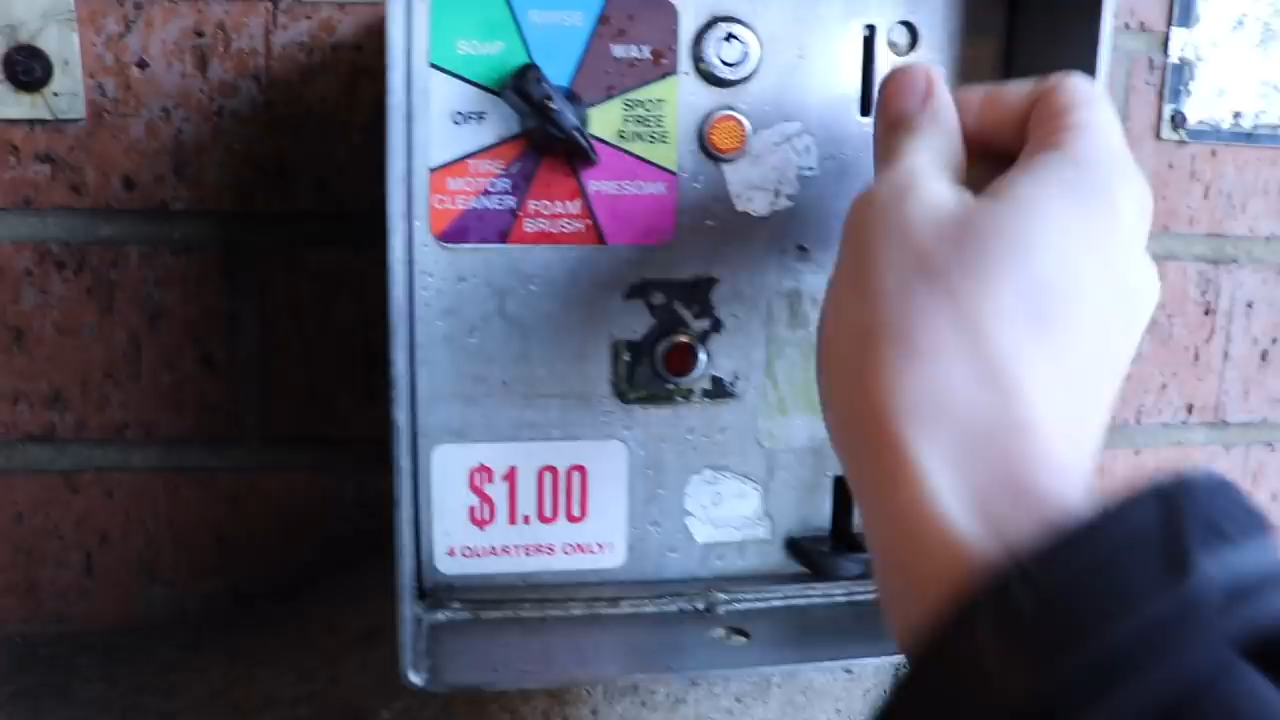 RINSE
SOAP
WAX
OFF
SPOT
FREE
RINSE
TIRE
MOTOR
CLEANER
PRESOAK
FOAM
BRUSH
$1.00
4 QUARTERS ONLY!